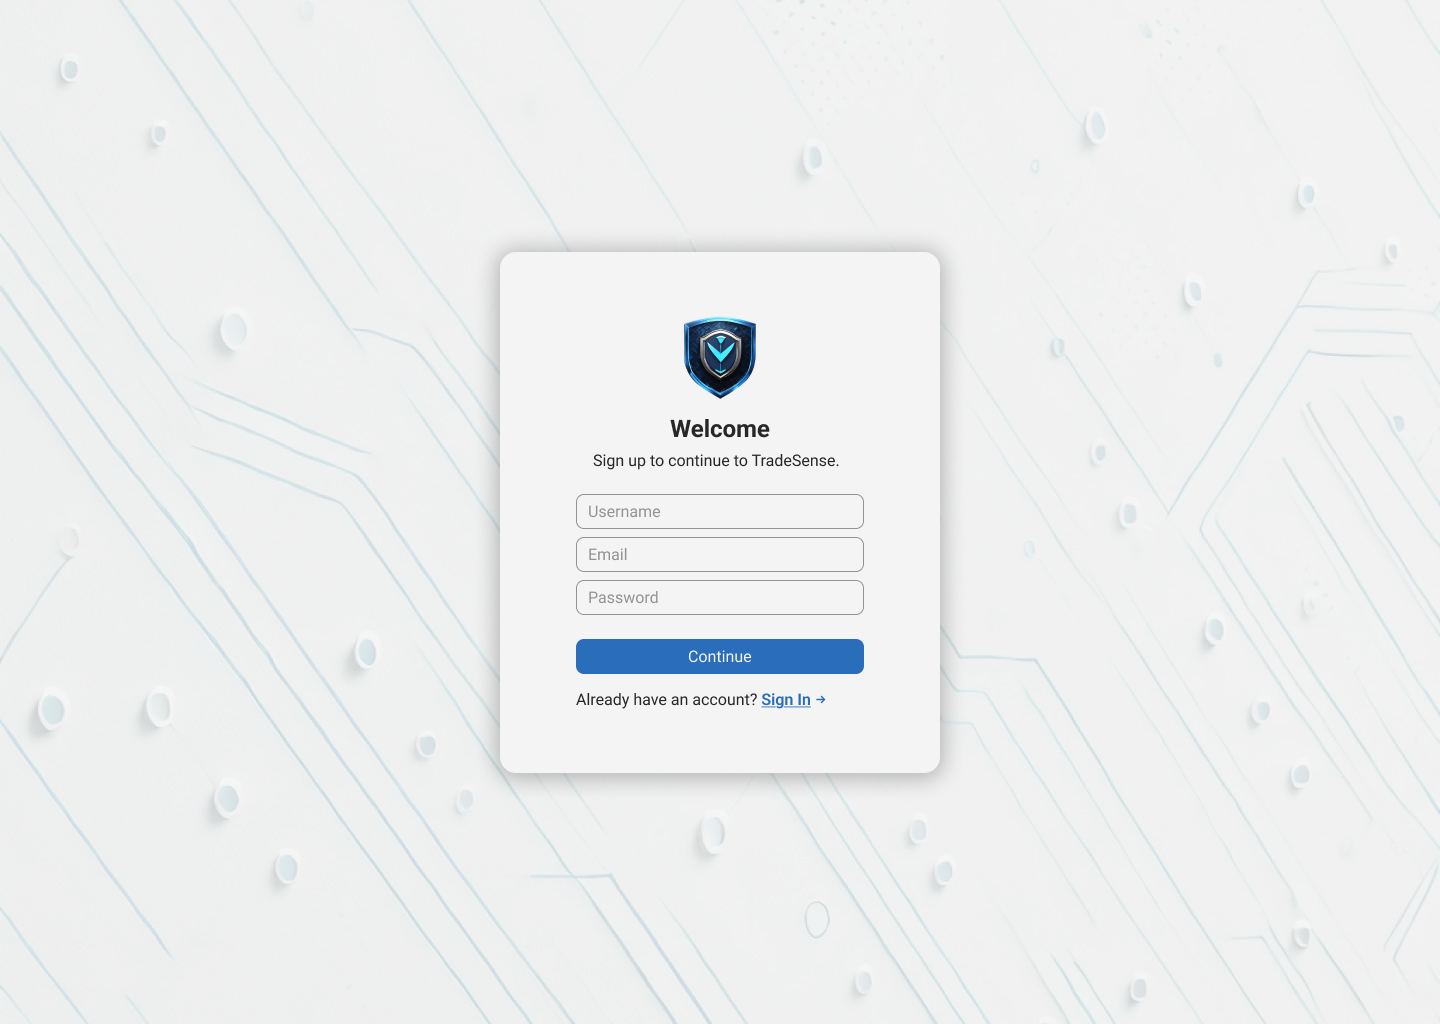 Welcome
Sign up to continue to TradeSense.
Username
Email
Password
Continue
Already have an account? Sign In →